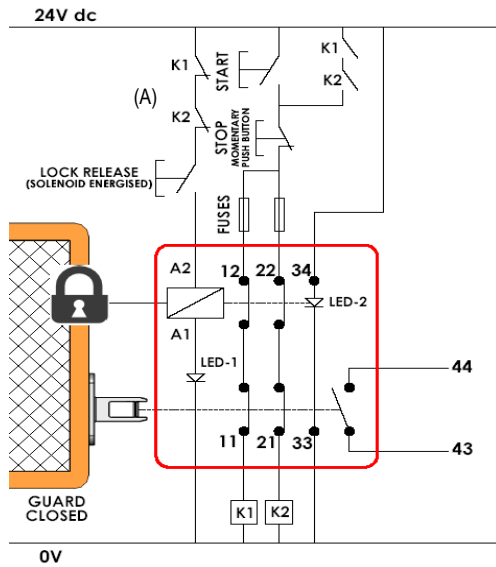 24V dc
K1
START
K1
K2
(A)
K2
STOP
MOMENTARY
PUSH BUTTON
LOCK RELEASE
(SOLENOID ENERGISED)
FUSES
A2
12
22
34
LED-2
A1
LED-1
44
11
21
33
43
K1
K2
GUARD
CLOSED
0V